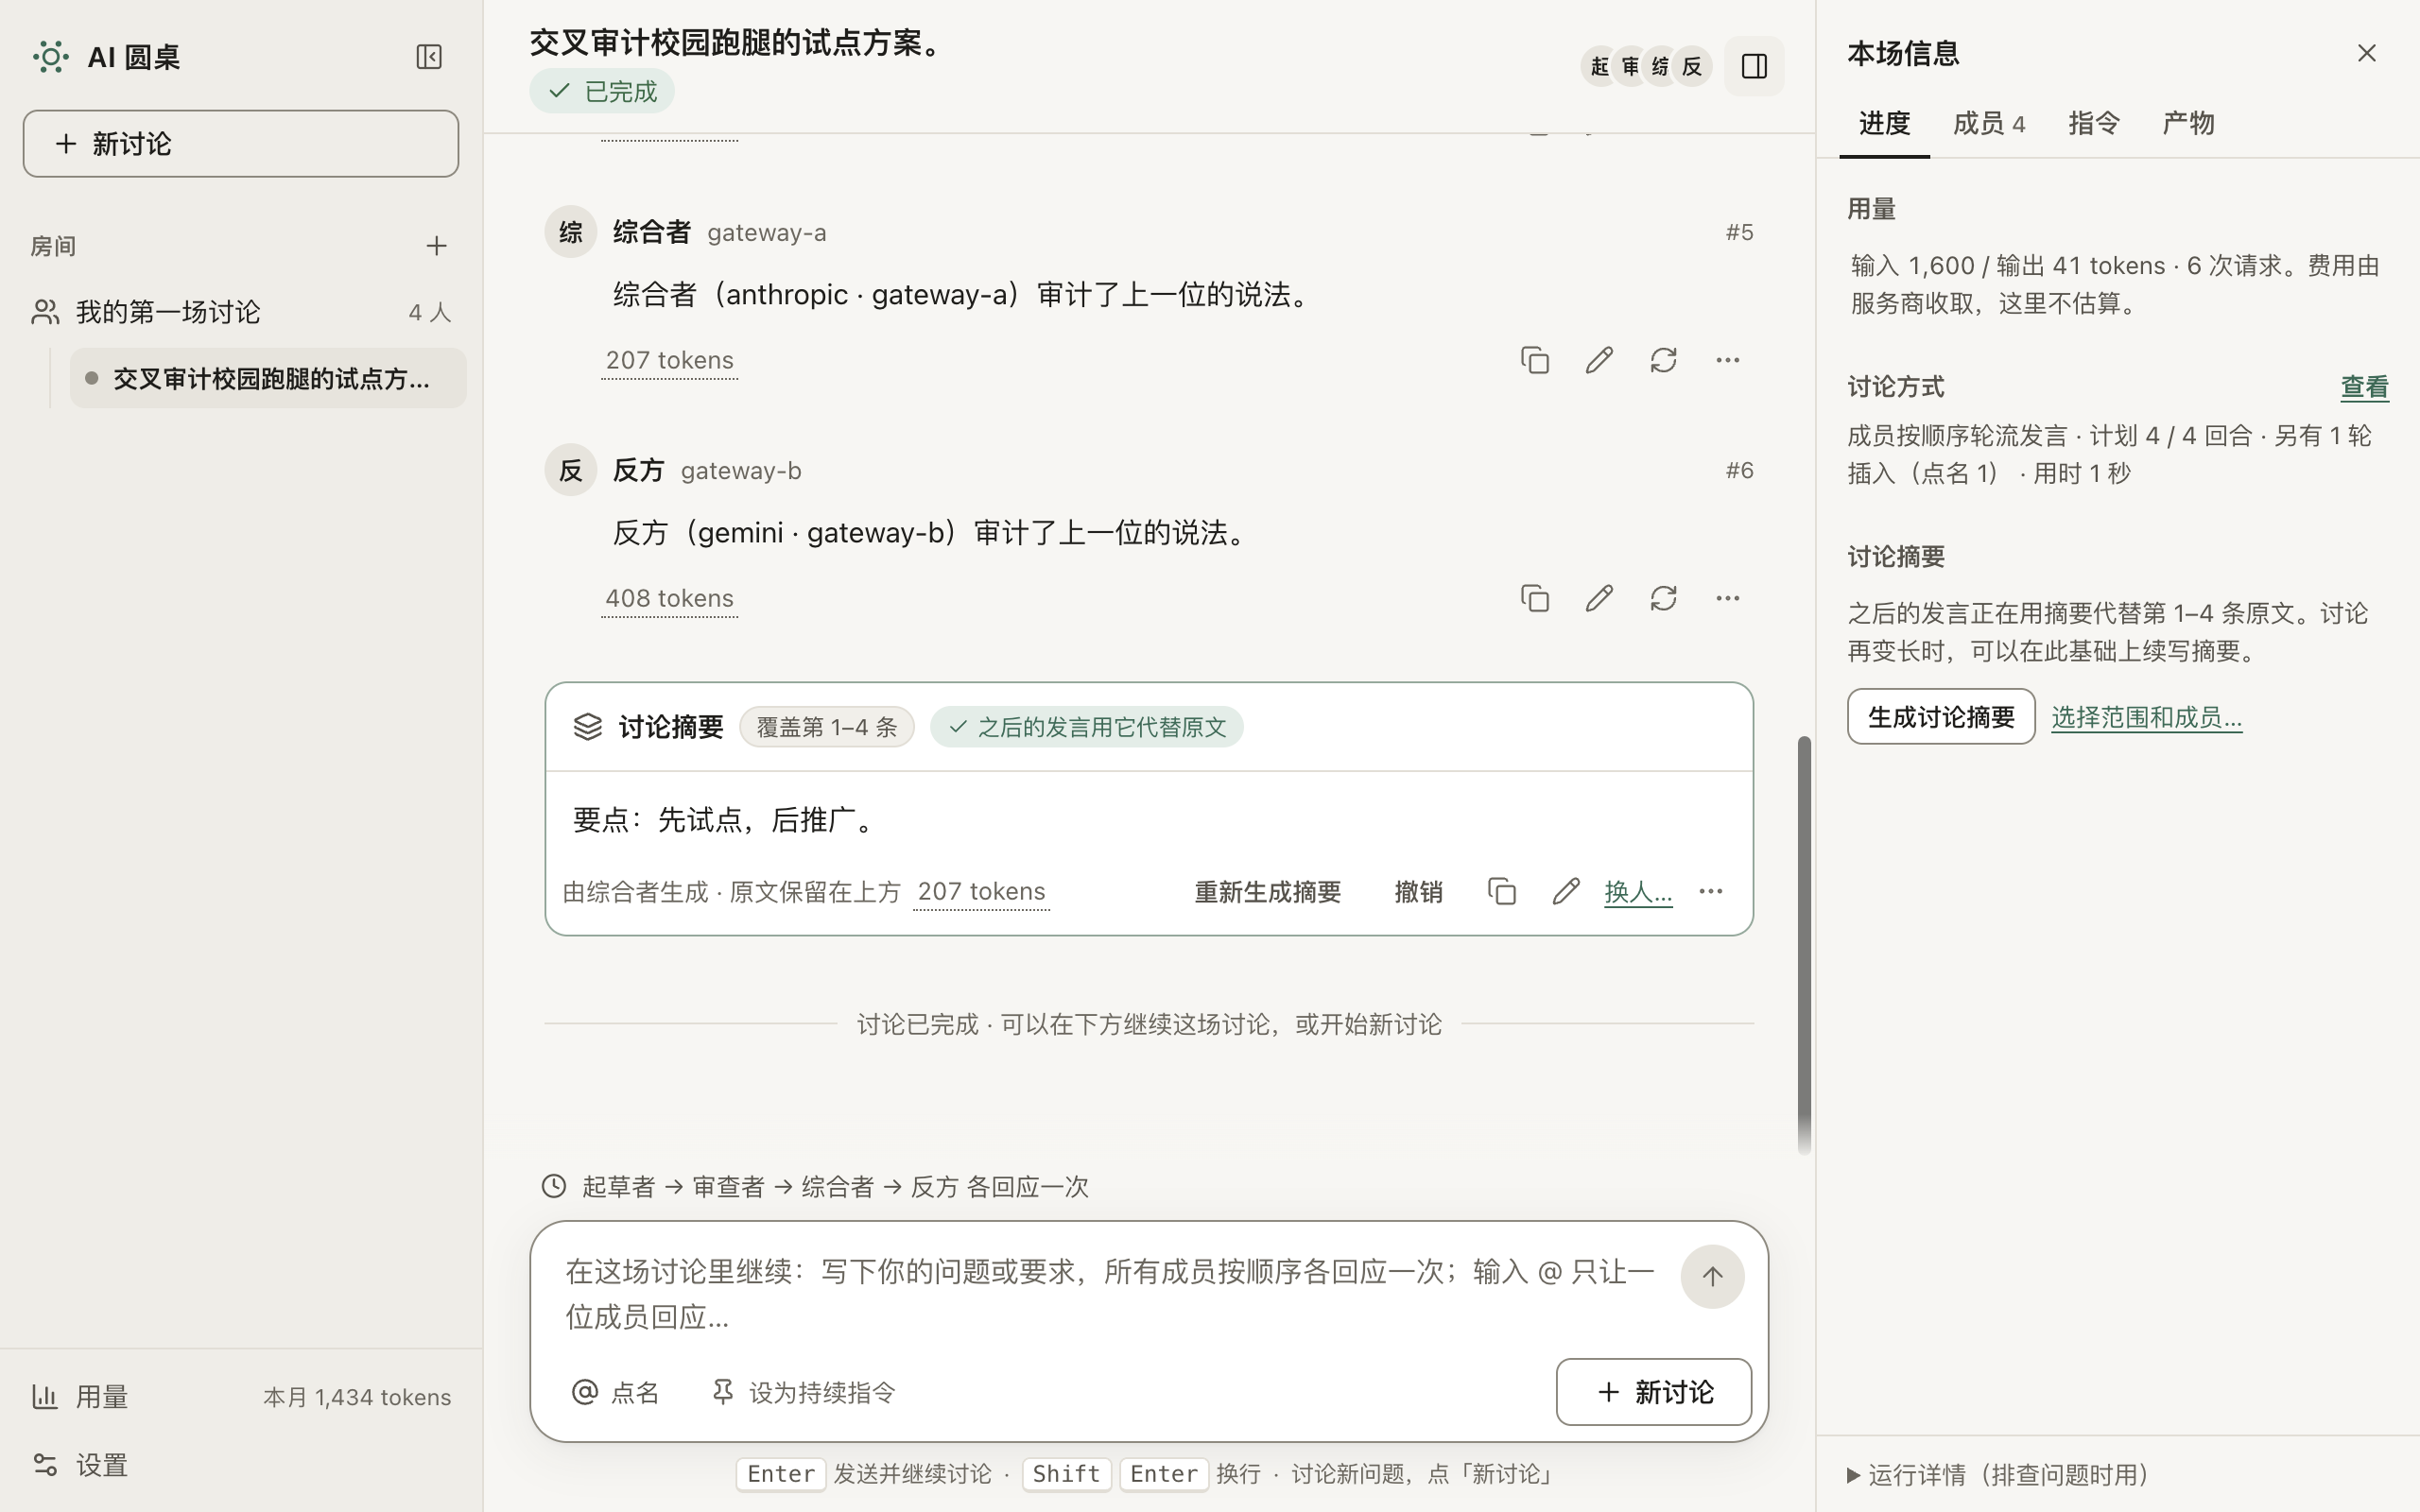 AI 圆桌
新讨论
房间
我的第一场讨论 4 人
交叉审计校园跑腿的试点方...
用量 本月 1,434 tokens
设置
交叉审计校园跑腿的试点方案。
已完成
起 审 综 反
综 综合者 gateway-a #5
综合者（anthropic · gateway-a）审计了上一位的说法。
207 tokens
反 反方 gateway-b #6
反方（gemini · gateway-b）审计了上一位的说法。
408 tokens
讨论摘要 覆盖第 1–4 条 之后的发言用它代替原文
要点：先试点，后推广。
由综合者生成 · 原文保留在上方 207 tokens 重新生成摘要 撤销 换人...
讨论已完成 · 可以在下方继续这场讨论，或开始新讨论
起草者 → 审查者 → 综合者 → 反方 各回应一次
在这场讨论里继续：写下你的问题或要求，所有成员按顺序各回应一次；输入 @ 只让一
位成员回应...
点名 设为持续指令 新讨论
Enter 发送并继续讨论 · Shift Enter 换行 · 讨论新问题，点「新讨论」
本场信息
进度 成员 4 指令 产物
用量
输入 1,600 / 输出 41 tokens · 6 次请求。费用由
服务商收取，这里不估算。
讨论方式 查看
成员按顺序轮流发言 · 计划 4 / 4 回合 · 另有 1 轮
插入（点名 1） · 用时 1 秒
讨论摘要
之后的发言正在用摘要代替第 1–4 条原文。讨论
再变长时，可以在此基础上续写摘要。
生成讨论摘要 选择范围和成员...
运行详情（排查问题时用）